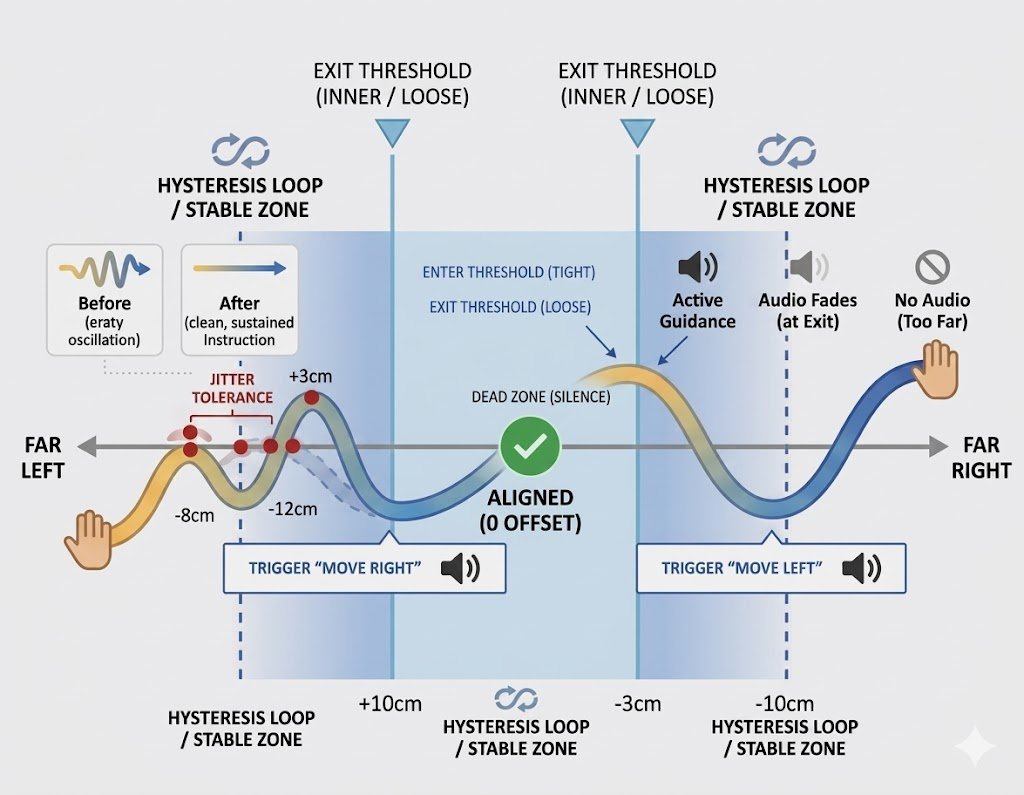 EXIT THRESHOLD
(INNER / LOOSE)
EXIT THRESHOLD
(INNER / LOOSE)
HYSTERESIS LOOP
/ STABLE ZONE
HYSTERESIS LOOP
/ STABLE ZONE
Before
(eraty
oscillation)
After
(clean, sustained
Instruction
ENTER THRESHOLD (TIGHT)
EXIT THRESHOLD (LOOSE)
Active
Guidance
Audio Fades
(at Exit)
No Audio
(Too Far)
JITTER
TOLERANCE
+3cm
DEAD ZONE (SILENCE)
FAR
LEFT
FAR
RIGHT
-8cm
-12cm
ALIGNED
(0 OFFSET)
TRIGGER “MOVE RIGHT”
TRIGGER “MOVE LEFT”
+10cm
-3cm
-10cm
HYSTERESIS LOOP
/ STABLE ZONE
HYSTERESIS LOOP
/ STABLE ZONE
HYSTERESIS LOOP
/ STABLE ZONE